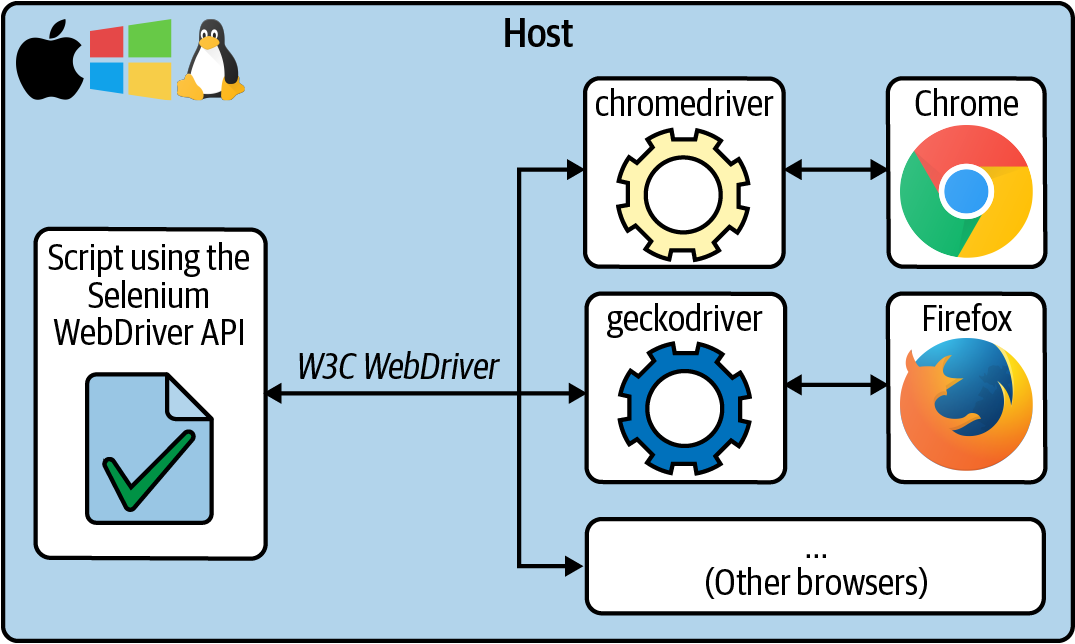 Host
chromedriver
Chrome
Script using the
Selenium
WebDriver API
W3C WebDriver
geckodriver
Firefox
...
(Other browsers)